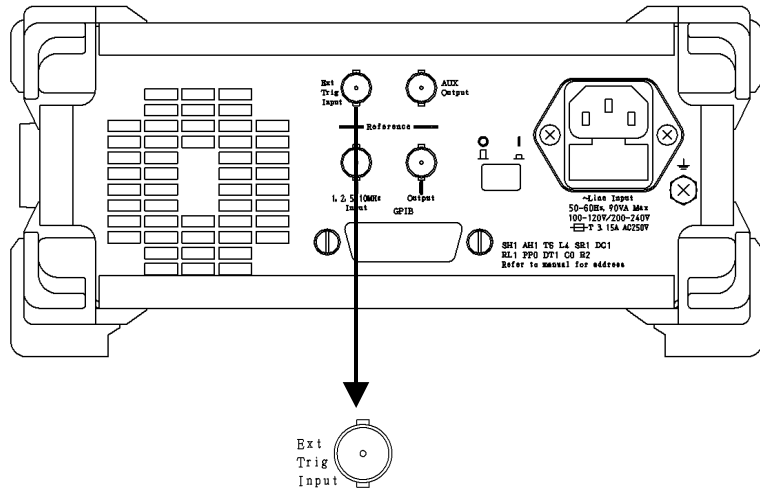 Ext
Trig
Input
AUX
Output
Reference
1, 2, 5, 10MHz
Input
Output
GPIB
~Line Input
50-60Hz, 90VA Max
100-120V/200-240V
T 3.15A AC250V
SH1 AH1 T5 L4 SR1 DC1
RL1 PP0 DT1 C0 E2
Refer to manual for address
Ext
Trig
Input